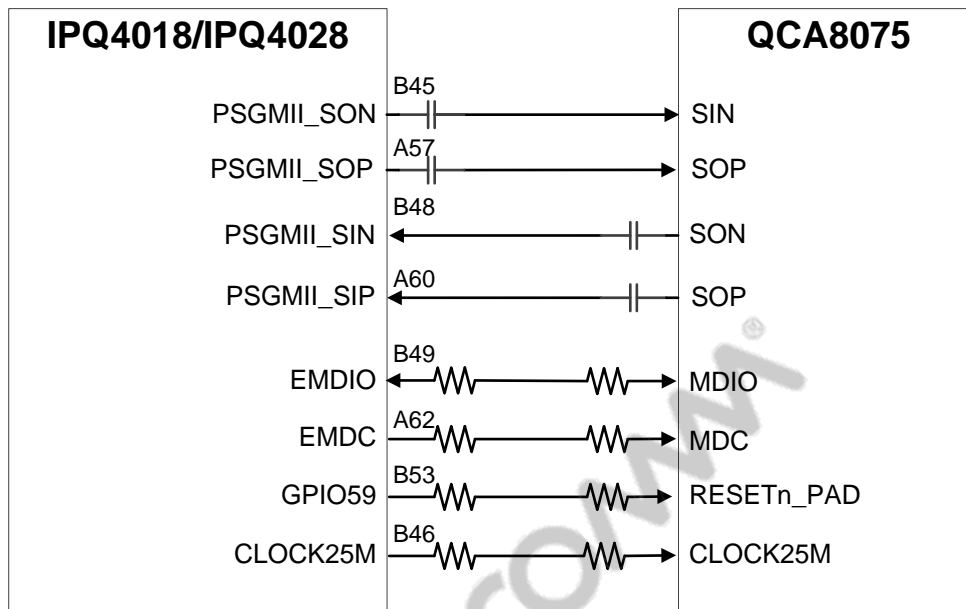 IPQ4018/IPQ4028 QCA8075
B45
PSGMII_SON SIN
A57
PSGMII_SOP SOP
B48
PSGMII_SIN SON
A60
PSGMII_SIP SOP
B49
EMDIO MDIO
A62
EMDC MDC
B53
GPIO59 RESETn_PAD
B46
CLOCK25M CLOCK25M